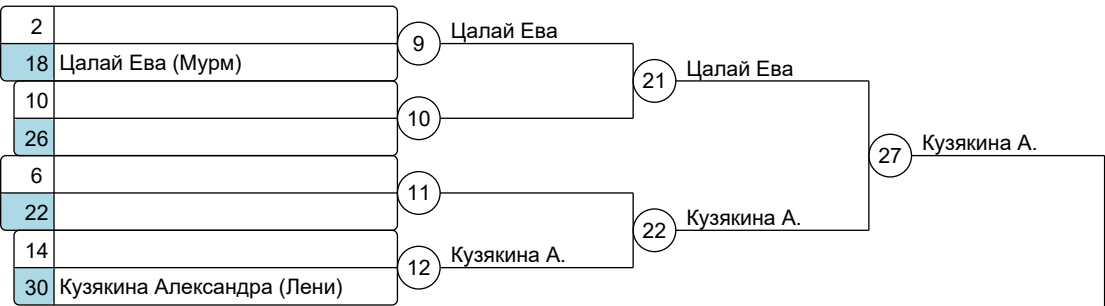 2
18 Цалай Ева (Мурм)
9 Цалай Ева
10
26
10
21 Цалай Ева
6
22
11
14
30 Кузякина Александра (Лени)
12 Кузякина А.
22 Кузякина А.
27 Кузякина А.